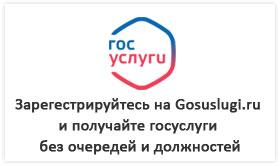 гос
услуги
Зарегестрируйтесь на Gosuslugi.ru
и получайте госуслуги
без очередей и должностей